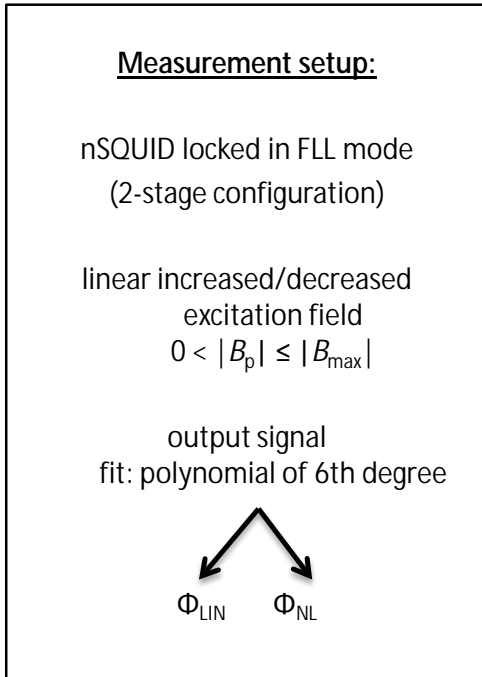 Measurement setup:
nSQUID locked in FLL mode
(2-stage configuration)
linear increased/decreased
excitation field
0 < |Bp| ≤ |Bmax|
output signal
fit: polynomial of 6th degree
ΦLIN ΦNL